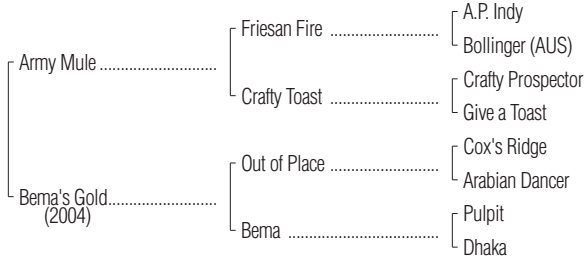 A.P. Indy
Friesan Fire ..............................
Bollinger (AUS)
Army Mule ................................
Crafty Prospector
Crafty Toast .............................
Give a Toast
Cox's Ridge
Out of Place .............................
Arabian Dancer
Bema's Gold..............................
(2004)
Pulpit
Bema ........................................
Dhaka